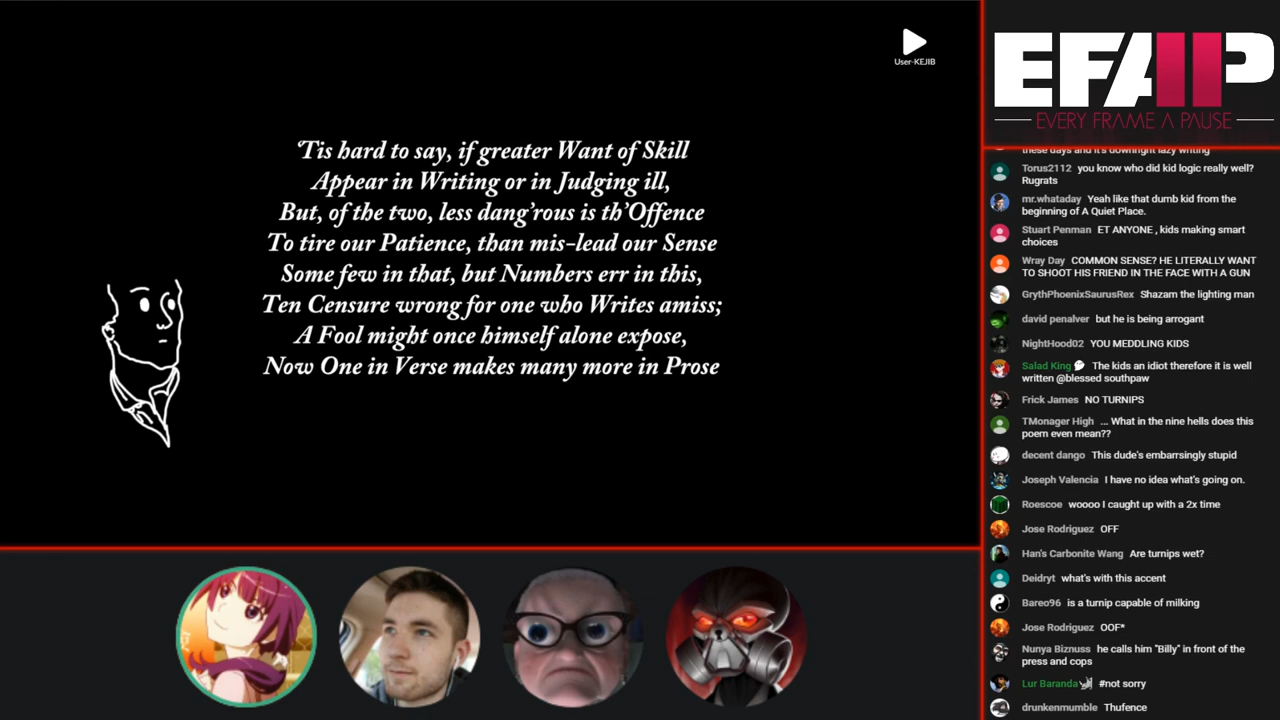 User-KEJIB
'Tis hard to say, if greater Want of Skill
Appear in Writing or in Judging ill,
But, of the two, less dang'rous is th'Offence
To tire our Patience, than mis-lead our Sense
Some few in that, but Numbers err in this,
Ten Censure wrong for one who Writes amiss;
A Fool might once himself alone expose,
Now One in Verse makes many more in Prose
EFAP
EVERY FRAME A PAUSE
these days and it's downright lazy writing
Torus2112 you know who did kid logic really well?
Rugrats
mr.whataday Yeah like that dumb kid from the
beginning of A Quiet Place.
Stuart Penman ET ANYONE , kids making smart
choices
Wray Day COMMON SENSE? HE LITERALLY WANT
TO SHOOT HIS FRIEND IN THE FACE WITH A GUN
GrythPhoenixSaurusRex Shazam the lighting man
david penalver but he is being arrogant
NightHood02 YOU MEDDLING KIDS
Salad King The kids an idiot therefore it is well
written @blessed southpaw
Frick James NO TURNIPS
TMonager High ... What in the nine hells does this
poem even mean??
decent dango This dude's embarrsingly stupid
Joseph Valencia I have no idea what's going on.
Roescoe woooo I caught up with a 2x time
Jose Rodriguez OFF
Han's Carbonite Wang Are turnips wet?
Deidryt what's with this accent
Bareo96 is a turnip capable of milking
Jose Rodriguez OOF*
Nunya Biznuss he calls him "Billy" in front of the
press and cops
Lur Baranda #not sorry
drunkenmumble Thufence